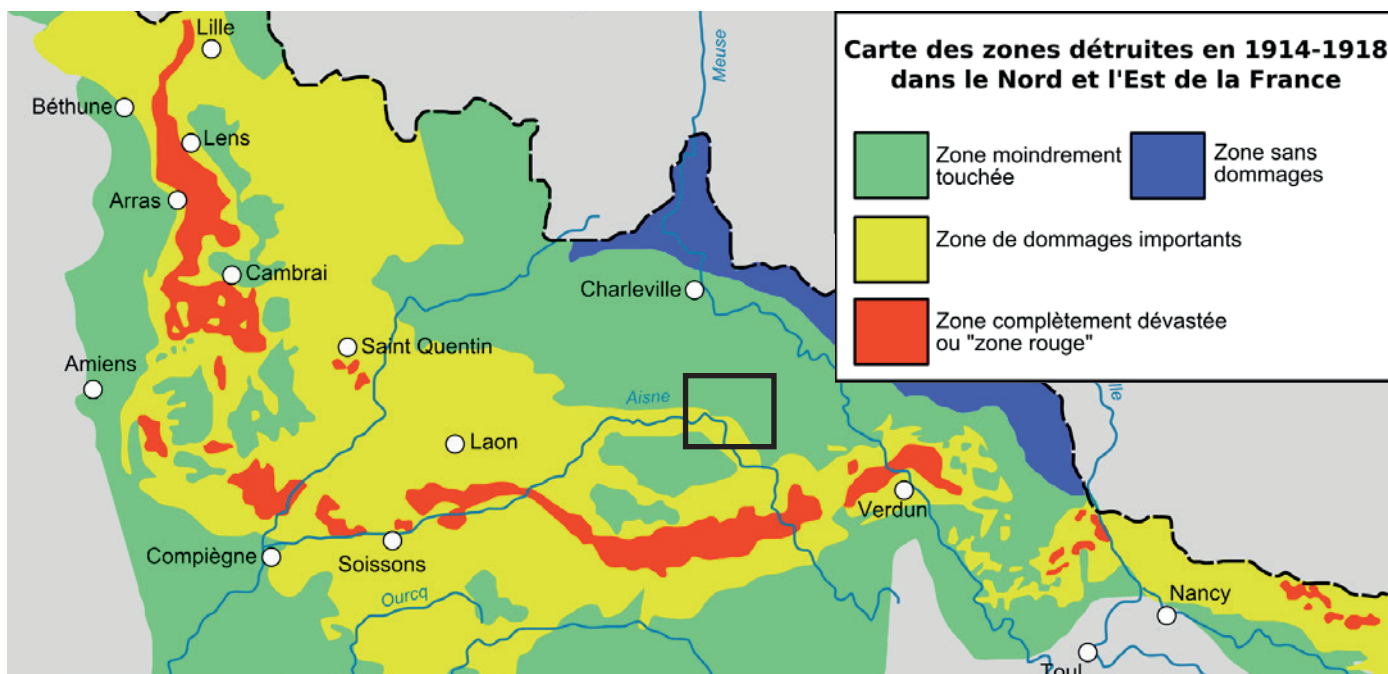 Carte des zones détruites en 1914-1918
dans le Nord et l'Est de la France
Zone moindrement
touchée
Zone sans
dommages
Zone de dommages importants
Zone complètement dévastée
ou "zone rouge"
Lille
Meuse
Béthune
Lens
Arras
Cambrai
Charleville
Saint Quentin
Amiens
Aisne
lle
Laon
Verdun
Compiègne
Soissons
Ourcq
Nancy
Toul